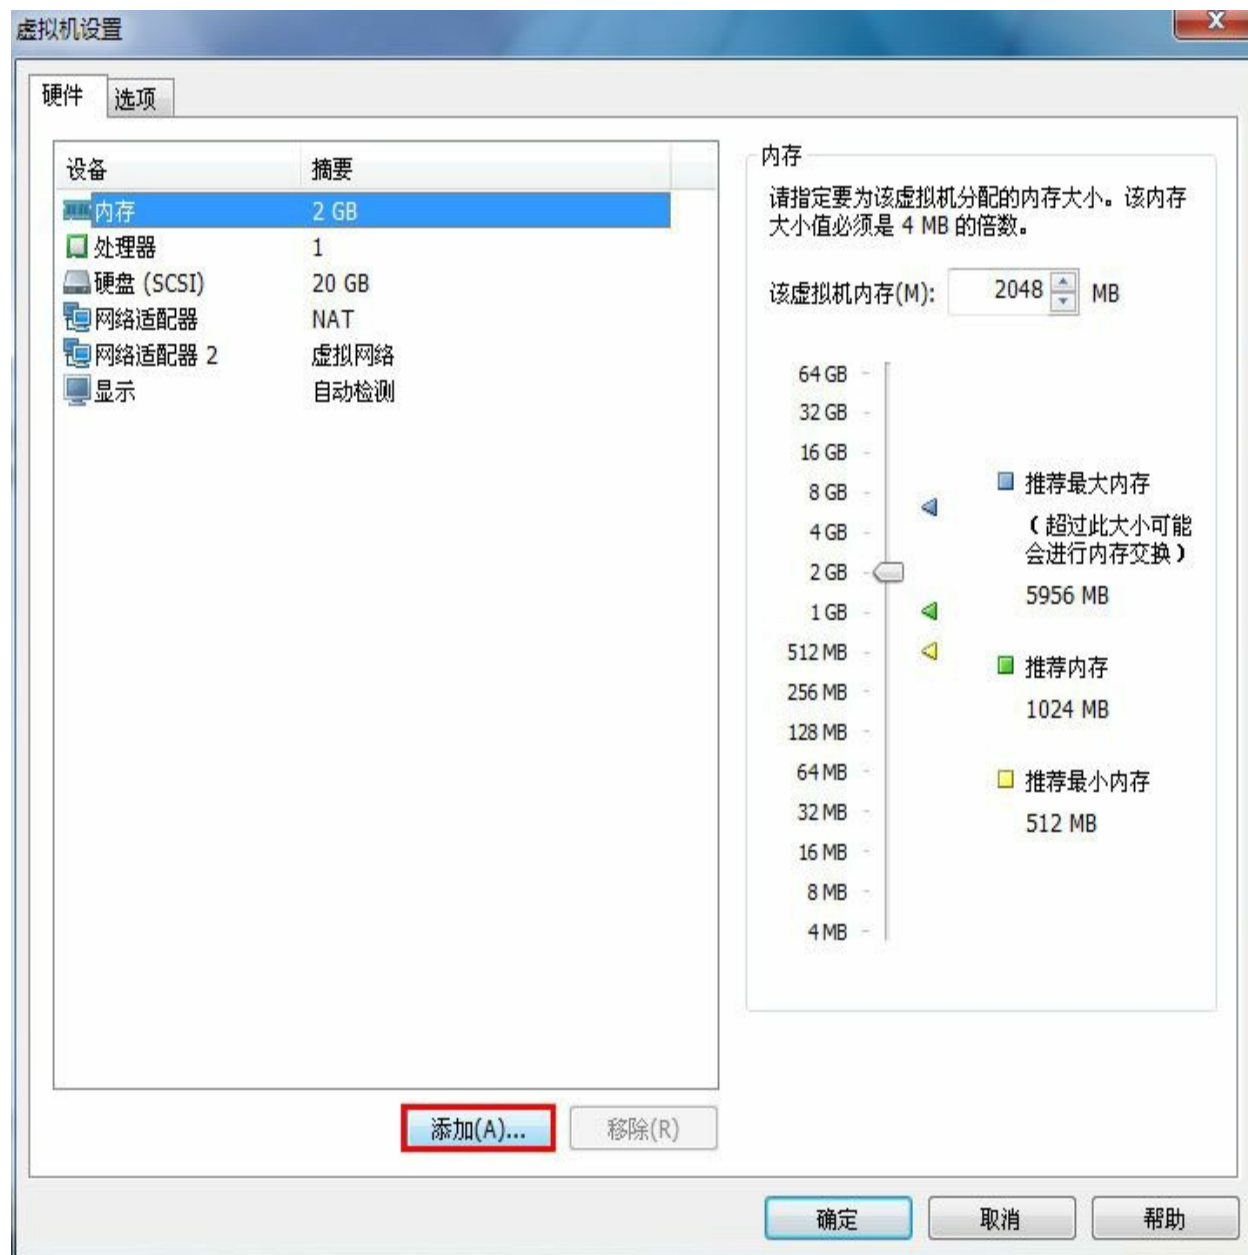 虚拟机设置
X
硬件 选项
设备 摘要
内存 2 GB
处理器 1
硬盘 (SCSI) 20 GB
网络适配器 NAT
网络适配器 2 虚拟网络
显示 自动检测
添加(A)... 移除(R)
内存
请指定要为该虚拟机分配的内存大小。该内存
大小值必须是 4 MB 的倍数。
该虚拟机内存(M): 2048 MB
64 GB
32 GB
16 GB
8 GB
4 GB
2 GB
1 GB
512 MB
256 MB
128 MB
64 MB
32 MB
16 MB
8 MB
4 MB
推荐最大内存
（超过此大小可能
会进行内存交换）
5956 MB
推荐内存
1024 MB
推荐最小内存
512 MB
确定 取消 帮助